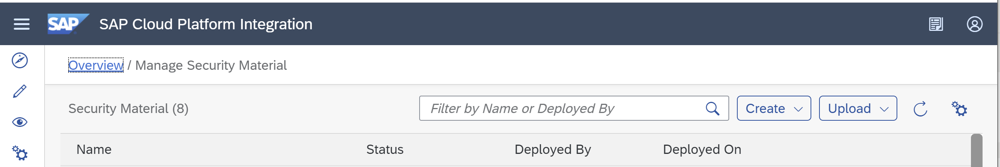 SAP SAP Cloud Platform Integration
Overview / Manage Security Material
Security Material (8) Filter by Name or Deployed By Create Upload
Name Status Deployed By Deployed On